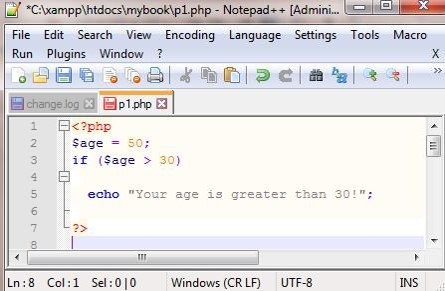 *C:\xampp\htdocs\mybook\p1.php - Notepad++ [Admini...
File Edit Search View Encoding Language Settings Tools Macro
Run Plugins Window ? X
change.log p1.php
1 <?php
2 $age = 50;
3 if ($age > 30)
4
5 echo "Your age is greater than 30!";
6
7 ?>
8
Ln:8 Col:1 Sel:0|0 Windows (CR LF) UTF-8 INS